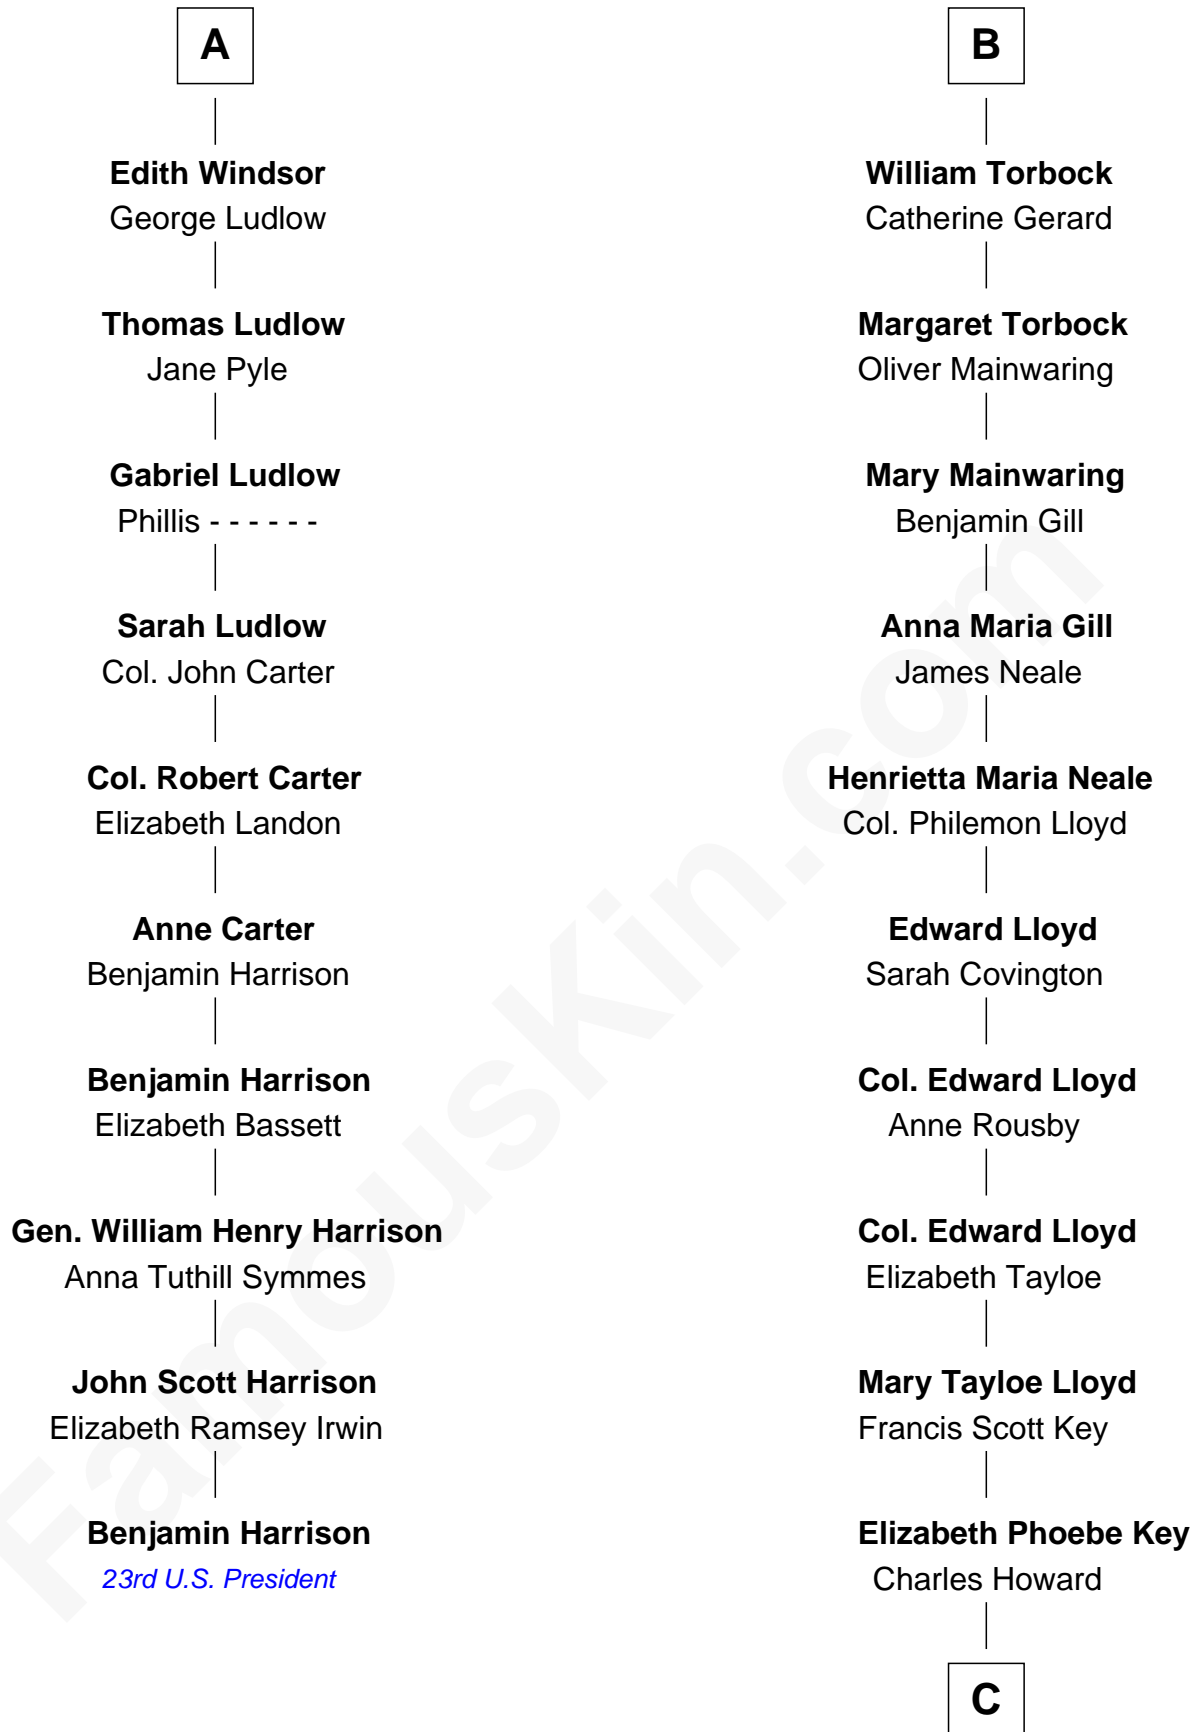 A
Edith Windsor
George Ludlow
Thomas Ludlow
Jane Pyle
Gabriel Ludlow
Phillis - - - - - -
Sarah Ludlow
Col. John Carter
Col. Robert Carter
Elizabeth Landon
Anne Carter
Benjamin Harrison
Benjamin Harrison
Elizabeth Bassett
Gen. William Henry Harrison
Anna Tuthill Symmes
John Scott Harrison
Elizabeth Ramsey Irwin
Benjamin Harrison
23rd U.S. President
B
William Torbock
Catherine Gerard
Margaret Torbock
Oliver Mainwaring
Mary Mainwaring
Benjamin Gill
Anna Maria Gill
James Neale
Henrietta Maria Neale
Col. Philemon Lloyd
Edward Lloyd
Sarah Covington
Col. Edward Lloyd
Anne Rousby
Col. Edward Lloyd
Elizabeth Tayloe
Mary Tayloe Lloyd
Francis Scott Key
Elizabeth Phoebe Key
Charles Howard
C
FamousKin.com